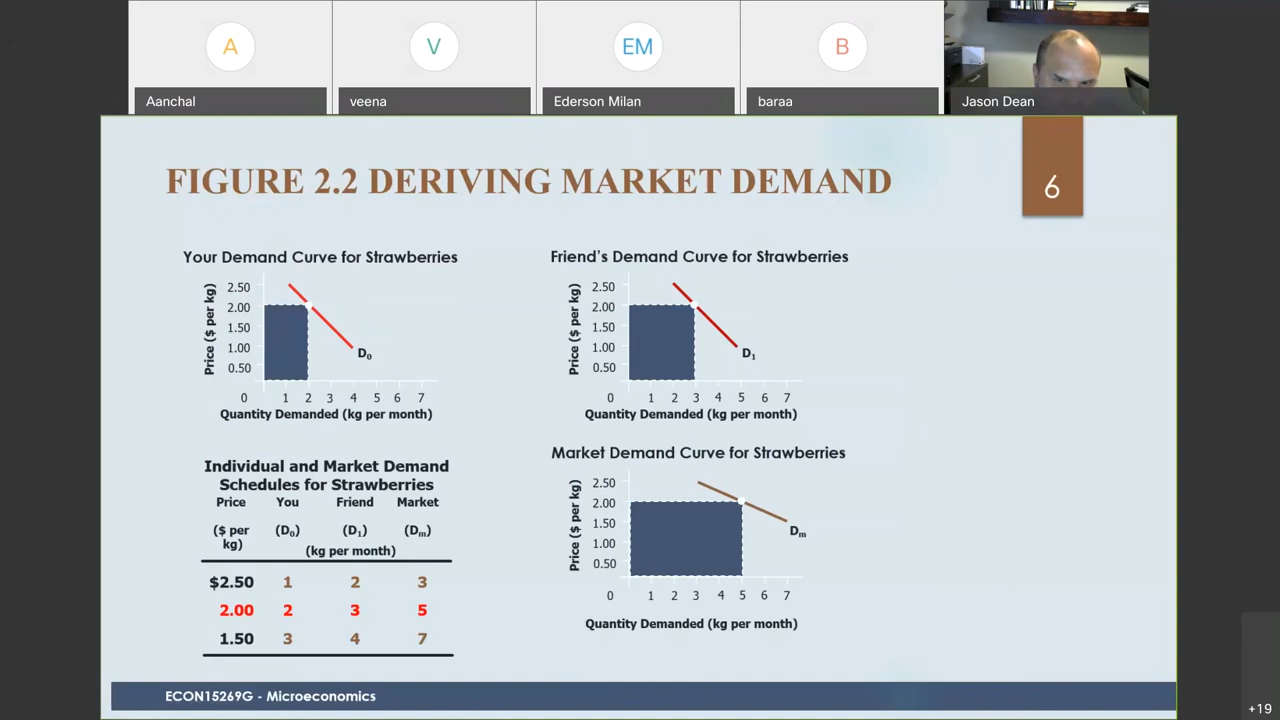 A
V
EM
B
Aanchal
veena
Ederson Milan
baraa
Jason Dean
FIGURE 2.2 DERIVING MARKET DEMAND
6
Your Demand Curve for Strawberries
Price ($ per kg)
2.50
2.00
1.50
1.00
0.50
D₀
0 1 2 3 4 5 6 7
Quantity Demanded (kg per month)
Friend's Demand Curve for Strawberries
Price ($ per kg)
2.50
2.00
1.50
1.00
0.50
D₁
0 1 2 3 4 5 6 7
Quantity Demanded (kg per month)
Individual and Market Demand
Schedules for Strawberries
Price You Friend Market
($ per kg) (D₀) (D₁) (Dₘ)
(kg per month)
$2.50 1 2 3
2.00 2 3 5
1.50 3 4 7
Market Demand Curve for Strawberries
Price ($ per kg)
2.50
2.00
1.50
1.00
0.50
Dₘ
0 1 2 3 4 5 6 7
Quantity Demanded (kg per month)
ECON15269G - Microeconomics
+19